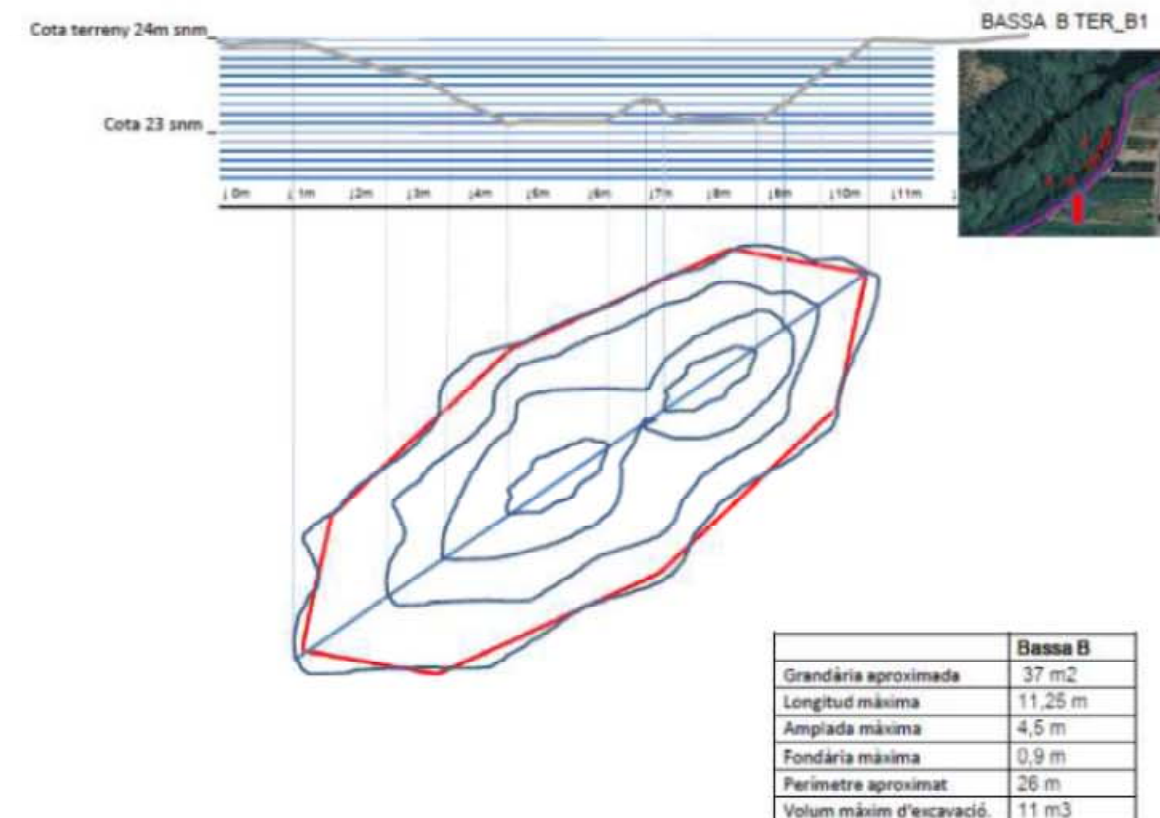 BASSA B TER_B1
Cota terreny 24m snm_
Cota 23 snm _
0m 1m 2m 3m 4m 5m 6m 7m 8m 10m 11m
Bassa B
Grandària aproximada 37 m2
Longitud màxima 11,25 m
Amplada màxima 4,5 m
Fondària màxima 0,9 m
Perímetre aproximat 26 m
Volum màxim d'excavació. 11 m3